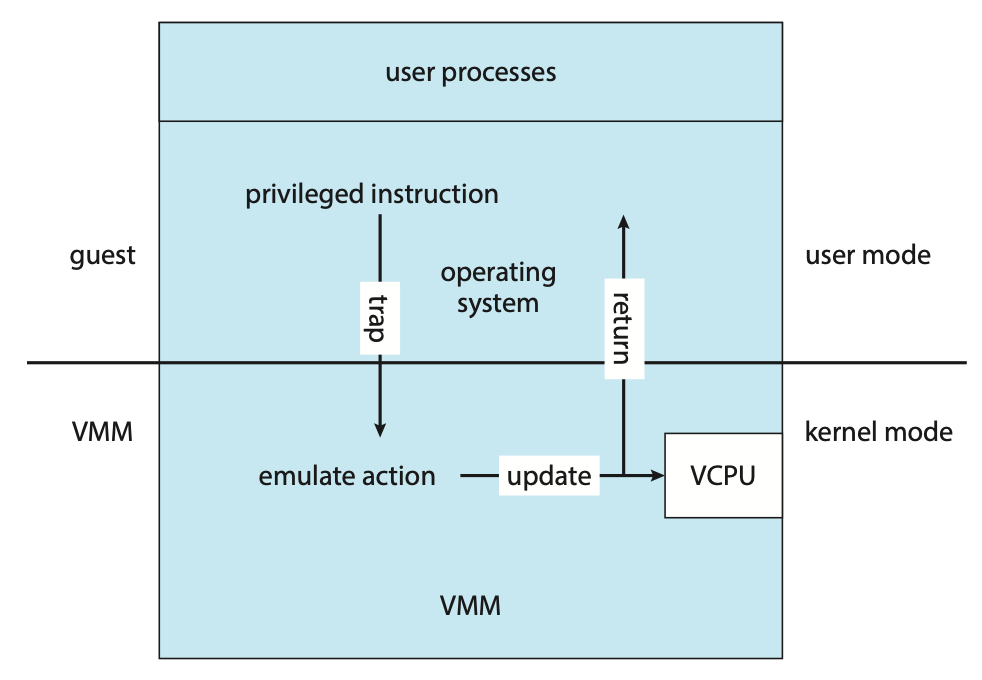 user processes
privileged instruction
guest
operating
system
user mode
trap
return
VMM
kernel mode
emulate action
update
VCPU
VMM